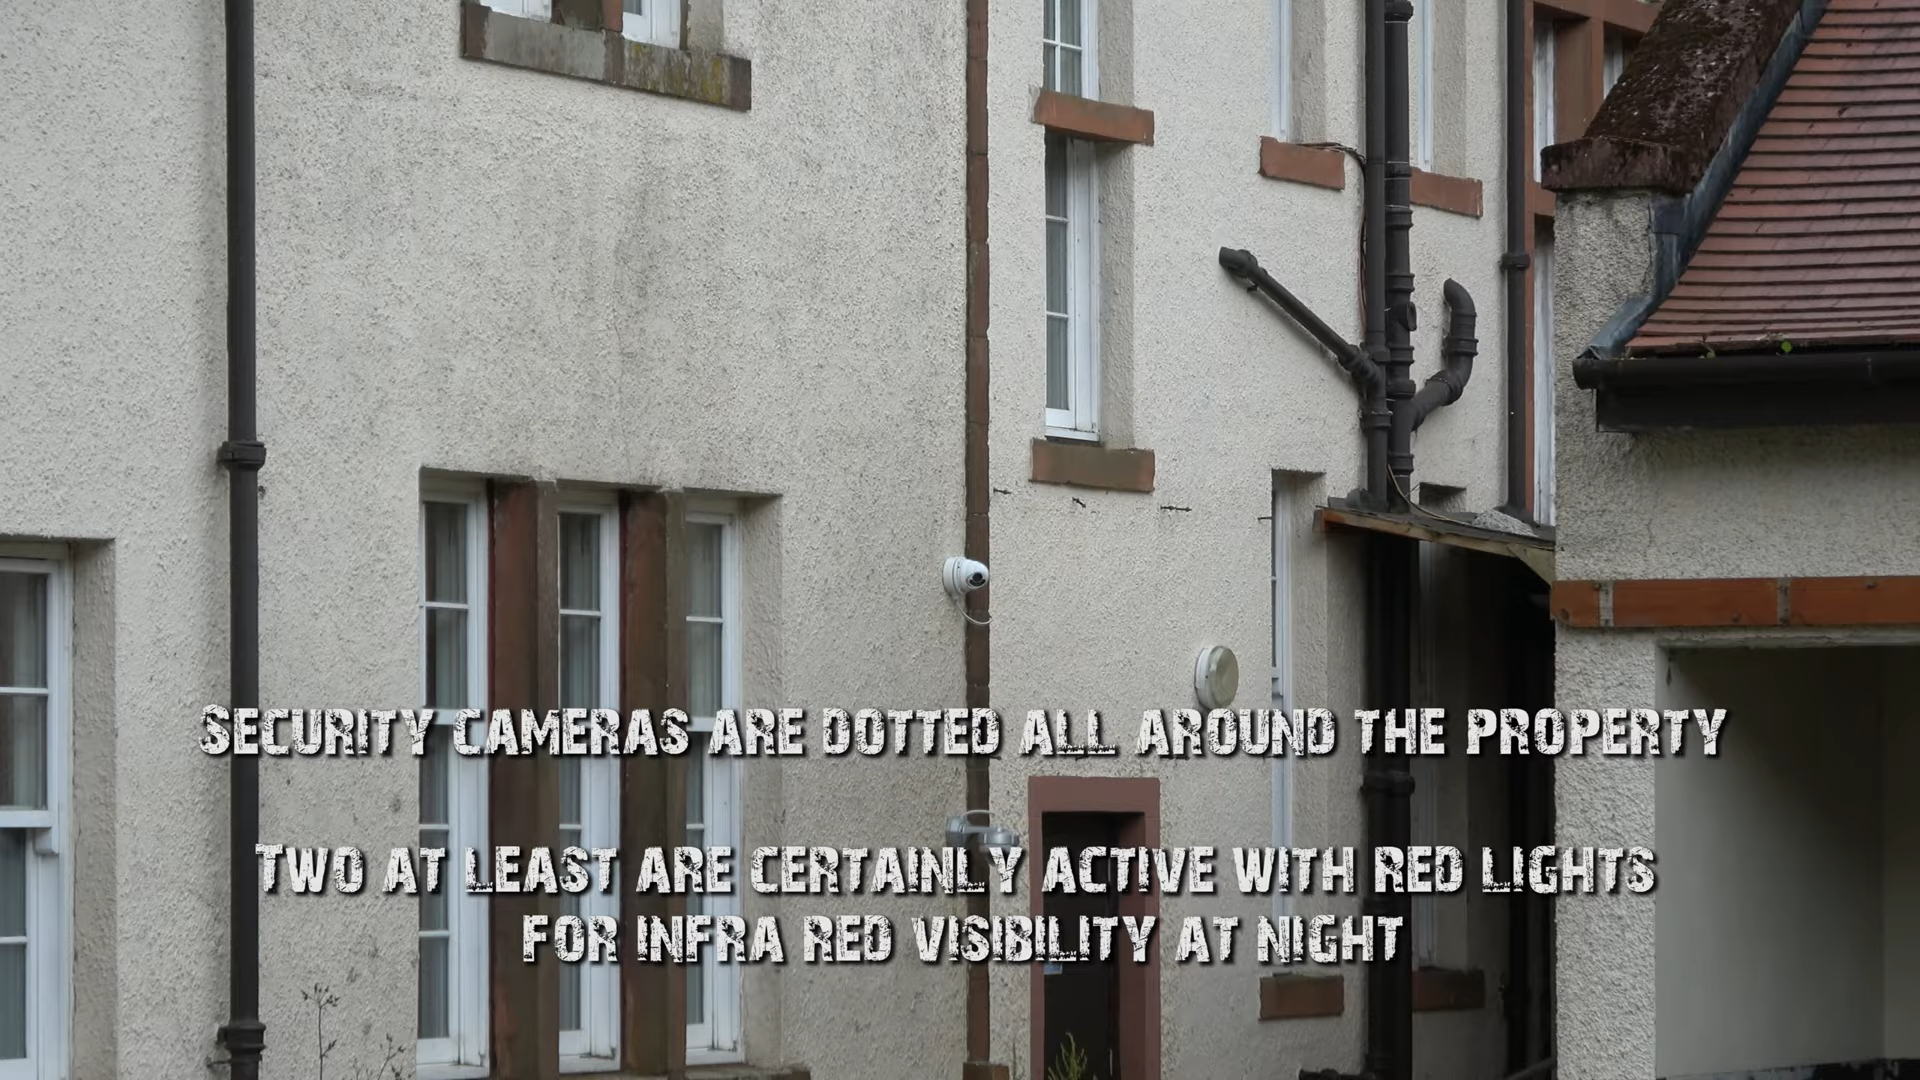 SECURITY CAMERAS ARE DOTTED ALL AROUND THE PROPERTY
TWO AT LEAST ARE CERTAINLY ACTIVE WITH RED LIGHTS
FOR INFRA RED VISIBILITY AT NIGHT